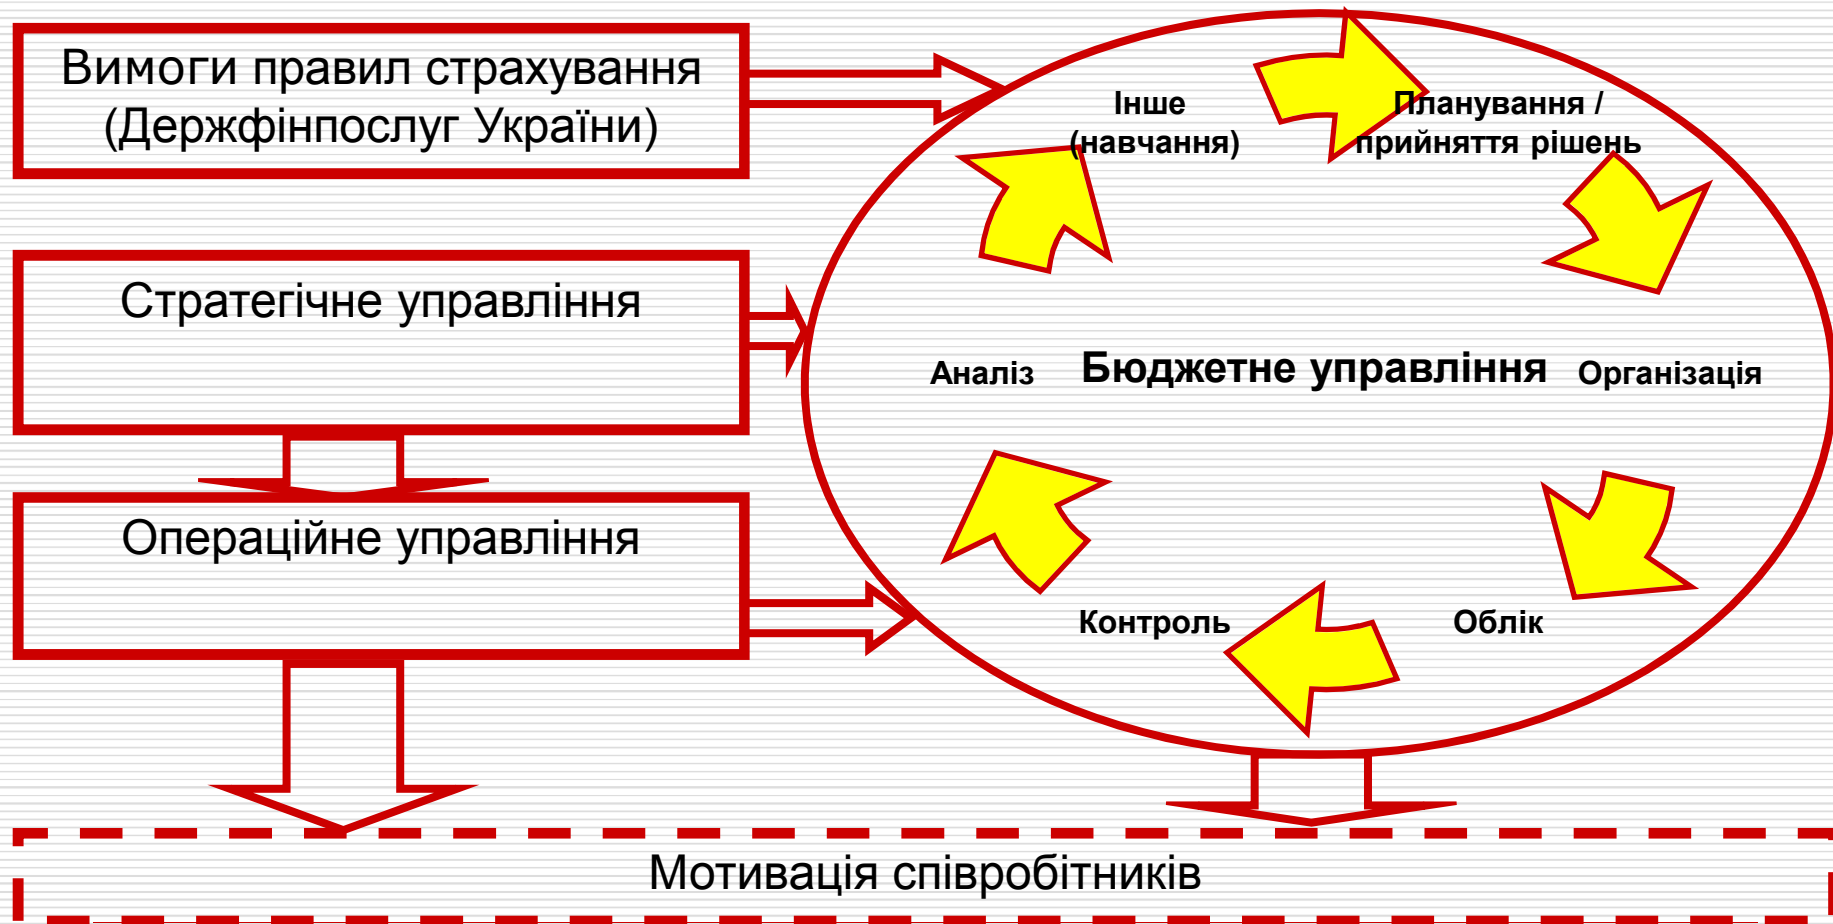 Вимоги правил страхування
(Держфінпослуг України)
Інше
(навчання)
Планування /
прийняття рішень
Стратегічне управління
Аналіз
Бюджетне управління
Організація
Операційне управління
Контроль
Облік
Мотивація співробітників